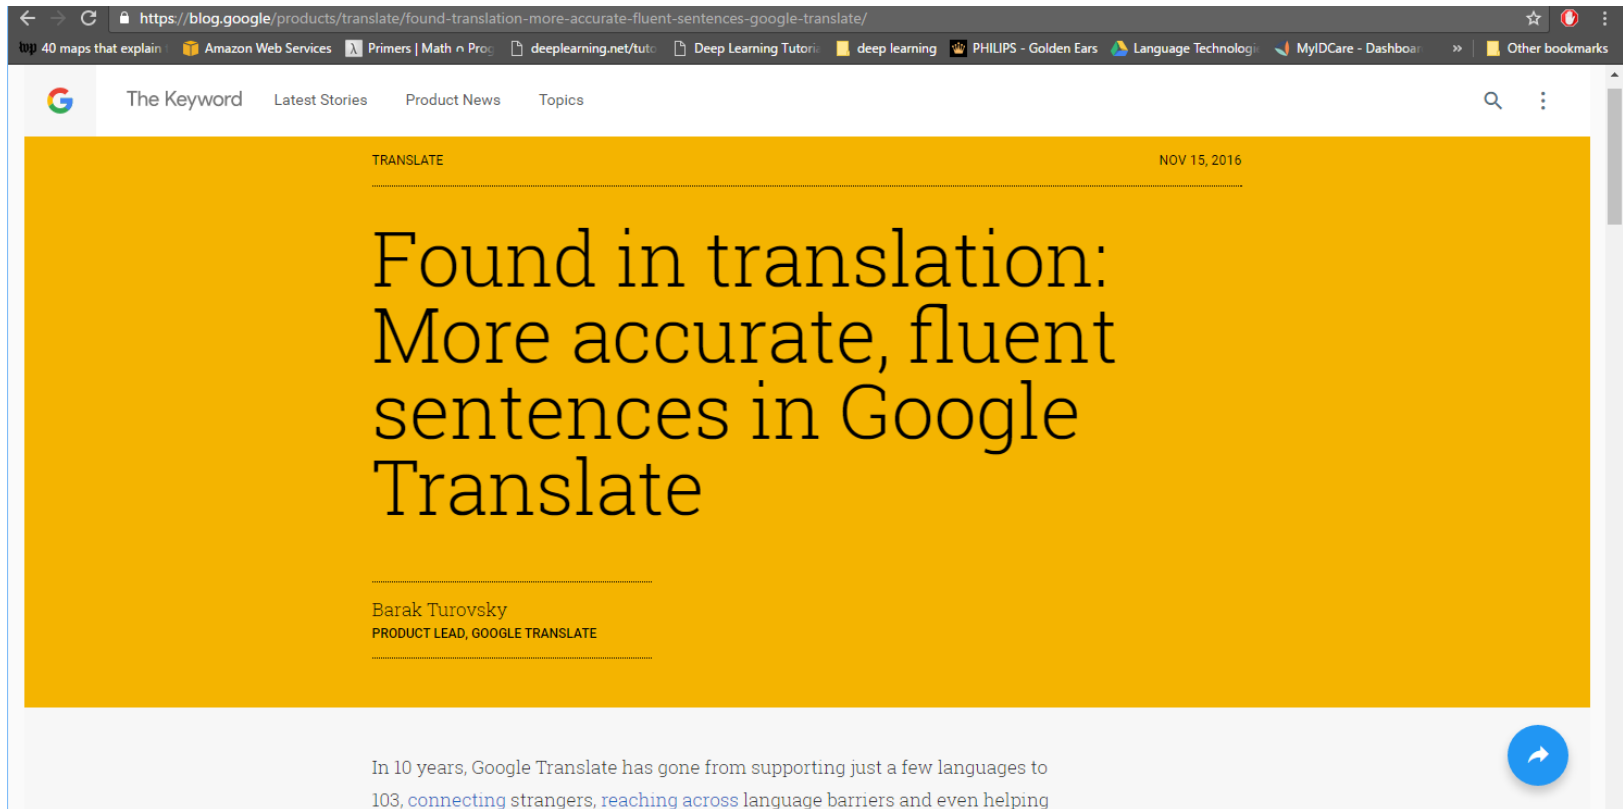 https://blog.google/products/translate/found-translation-more-accurate-fluent-sentences-google-translate/
wp 40 maps that explain Amazon Web Services Primers | Math ∩ Prog deeplearning.net/tuto Deep Learning Tutoria deep learning PHILIPS - Golden Ears Language Technologi MyIDCare - Dashboar » Other bookmarks
G The Keyword Latest Stories Product News Topics
TRANSLATE NOV 15, 2016
Found in translation:
More accurate, fluent
sentences in Google
Translate
Barak Turovsky
PRODUCT LEAD, GOOGLE TRANSLATE
In 10 years, Google Translate has gone from supporting just a few languages to
103, connecting strangers, reaching across language barriers and even helping